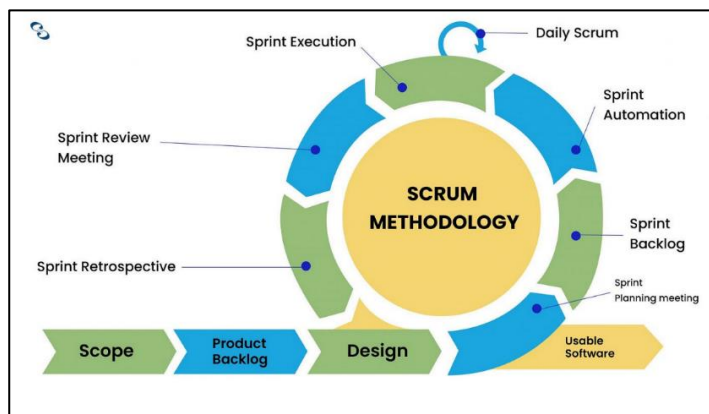 Sprint Execution
Daily Scrum
Sprint
Automation
Sprint Review
Meeting
SCRUM
METHODOLOGY
Sprint
Backlog
Sprint Retrospective
Sprint
Planning meeting
Scope
Product
Backlog
Design
Usable
Software